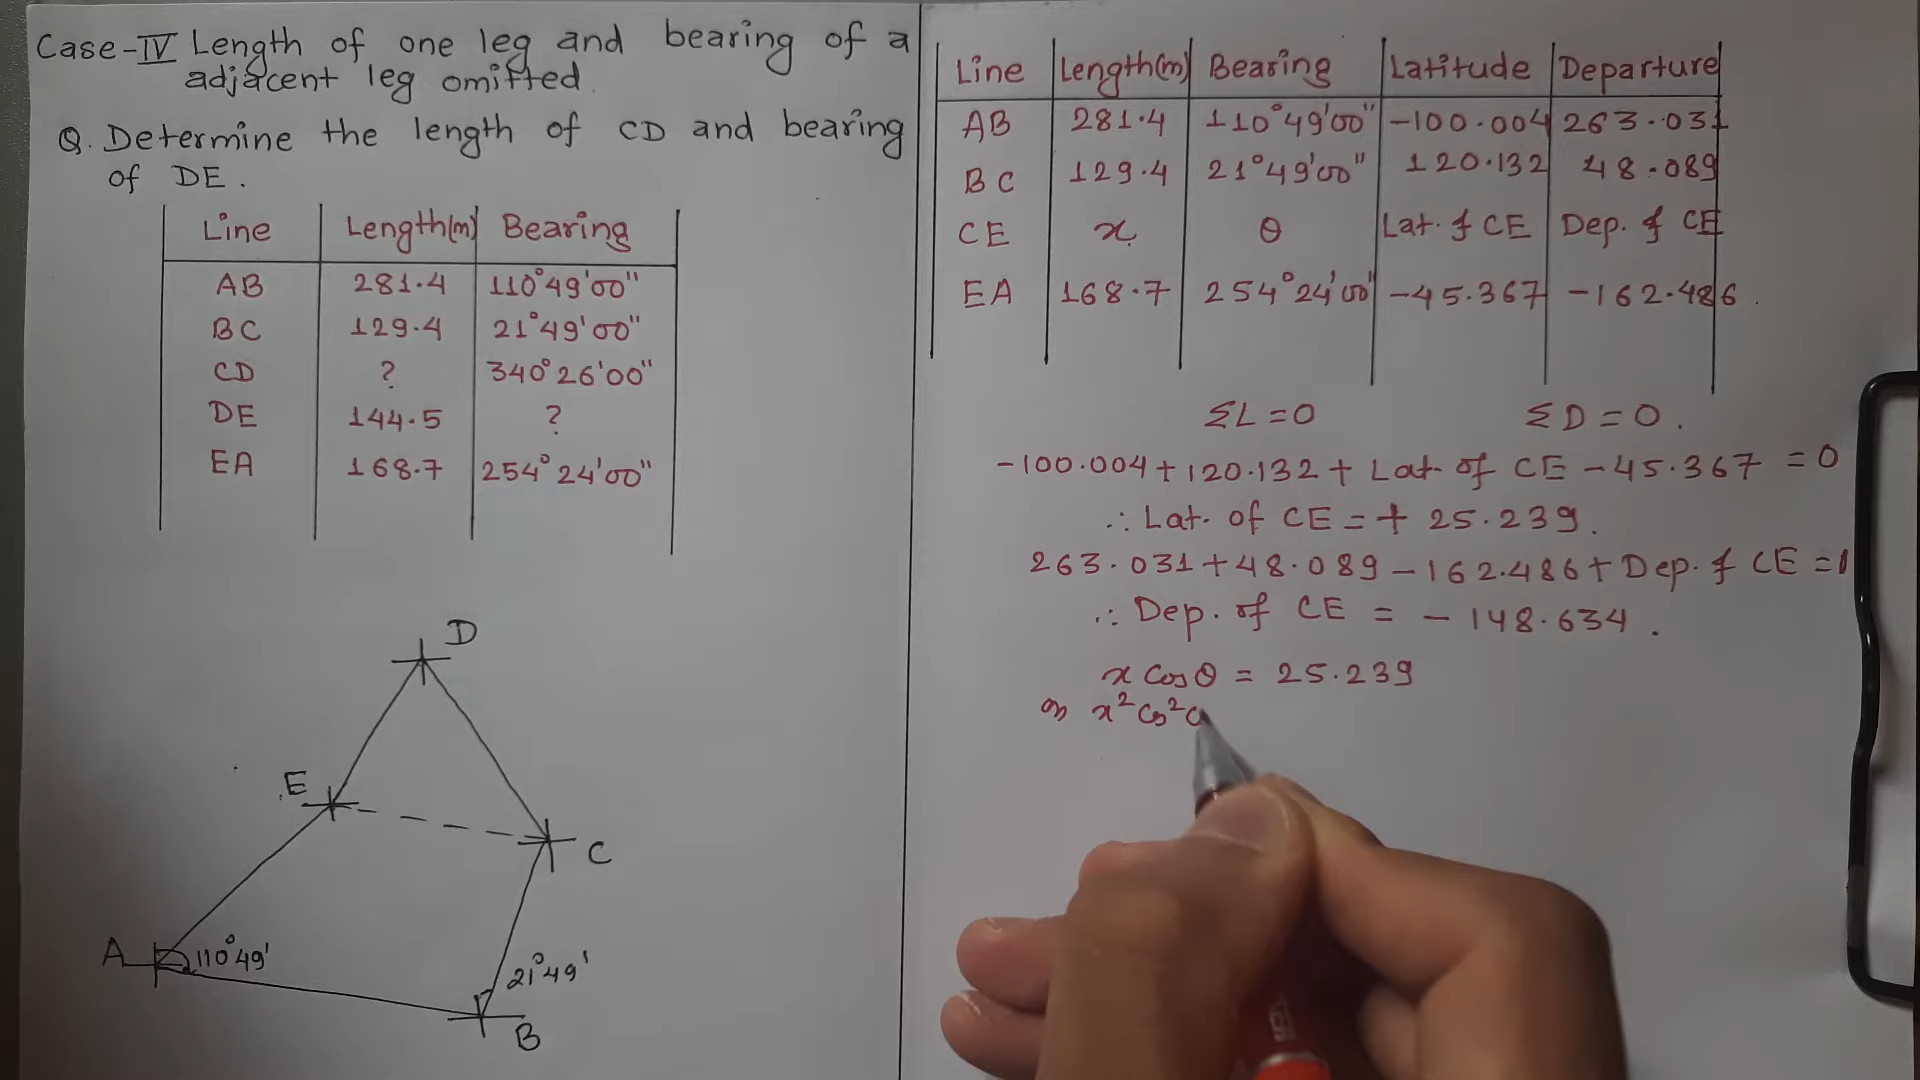 Case-IV Length of one leg and bearing of a
adjacent leg omitted.
Q. Determine the length of CD and bearing
of DE.
Line Length(m) Bearing
AB 281.4 110°49'00"
BC 129.4 21°49'00"
CD ? 340°26'00"
DE 144.5 ?
EA 168.7 254°24'00"
D
E
C
A 110°49'
21°49'
B
Line Length(m) Bearing Latitude Departure
AB 281.4 110°49'00" -100.004 263.031
BC 129.4 21°49'00" 120.132 48.089
CE x θ Lat. of CE Dep. of CE
EA 168.7 254°24'00" -45.367 -162.486.
ΣL=0 ΣD=0.
-100.004+120.132+ Lat. of CE -45.367 =0
∴ Lat. of CE = + 25.239.
263.031+48.089-162.486+ Dep. of CE =
∴ Dep. of CE = - 148.634.
x Cosθ = 25.239
x² Cos²